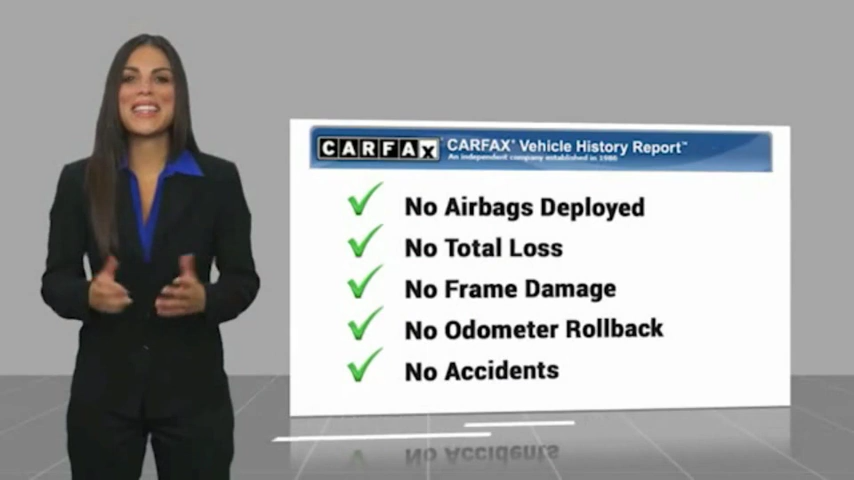 CARFAX CARFAX® Vehicle History Report™
An independent company established in 1986
No Airbags Deployed
No Total Loss
No Frame Damage
No Odometer Rollback
No Accidents
No Accidents